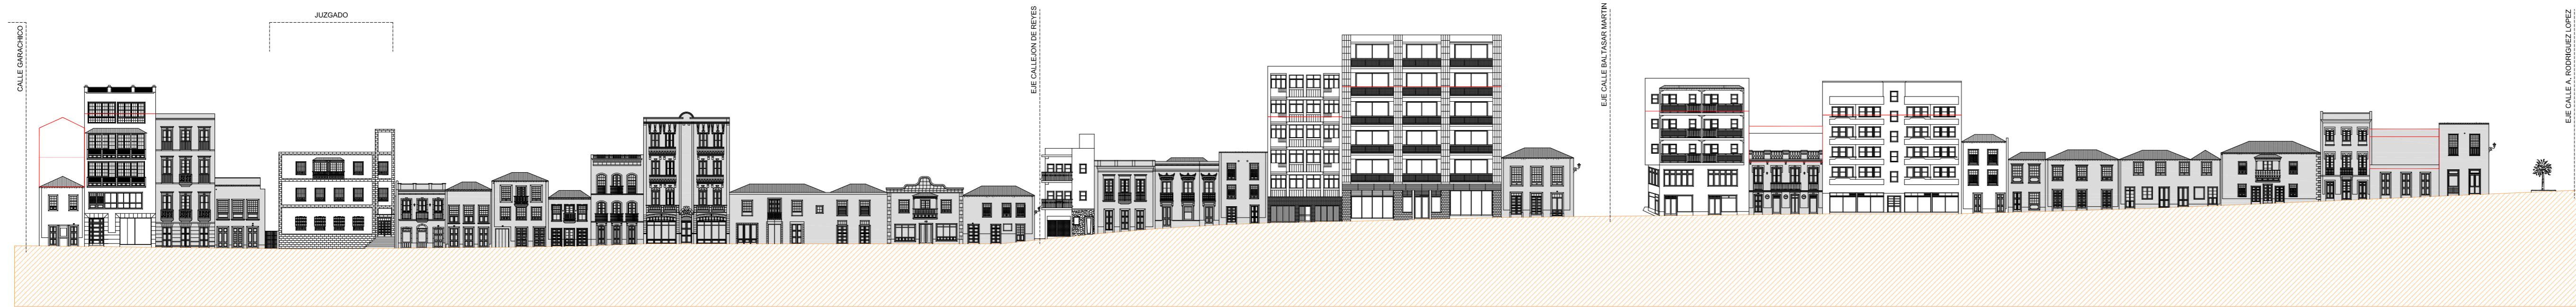 CALLE GARACHICO
JUZGADO
EJE CALLEJON DE REYES
EJE CALLE BALTASAR MARTIN
EJE CALLE A. RODRIGUEZ LOPEZ